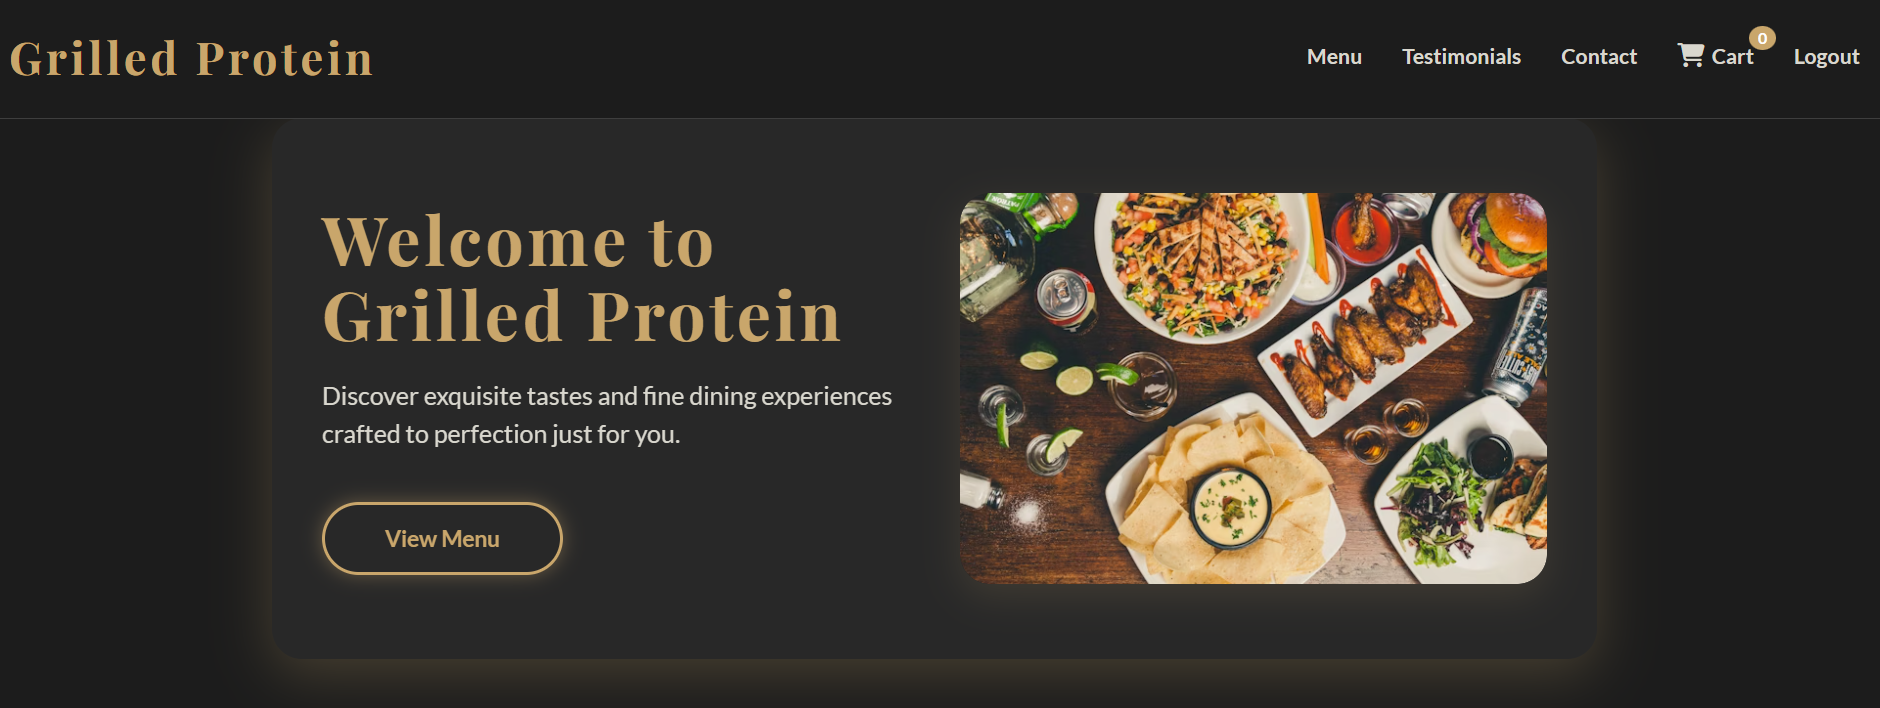 Grilled Protein
Menu
Testimonials
Contact
Cart
0
Logout
Welcome to
Grilled Protein
Discover exquisite tastes and fine dining experiences
crafted to perfection just for you.
View Menu